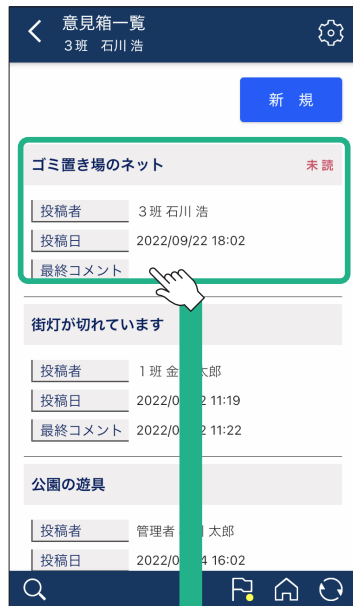 意見箱一覧
3班 石川 浩
新 規
ゴミ置き場のネット 未 読
投稿者 3班 石川 浩
投稿日 2022/09/22 18:02
最終コメント
街灯が切れています
投稿者 1班 金 太郎
投稿日 2022/0 2 11:19
最終コメント 2022/0 2 11:22
公園の遊具
投稿者 管理者 太郎
投稿日 2022/0 4 16:02